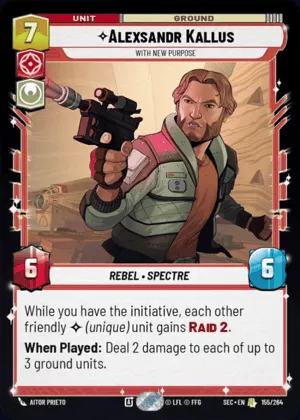 UNIT GROUND
7
✧ALEXSANDR KALLUS
WITH NEW PURPOSE
6
6
REBEL • SPECTRE
While you have the initiative, each other
friendly ✧ (unique) unit gains RAID 2.
When Played: Deal 2 damage to each of up to
3 ground units.
AITOR PRIETO © LFL © FFG SEC • EN 155/264